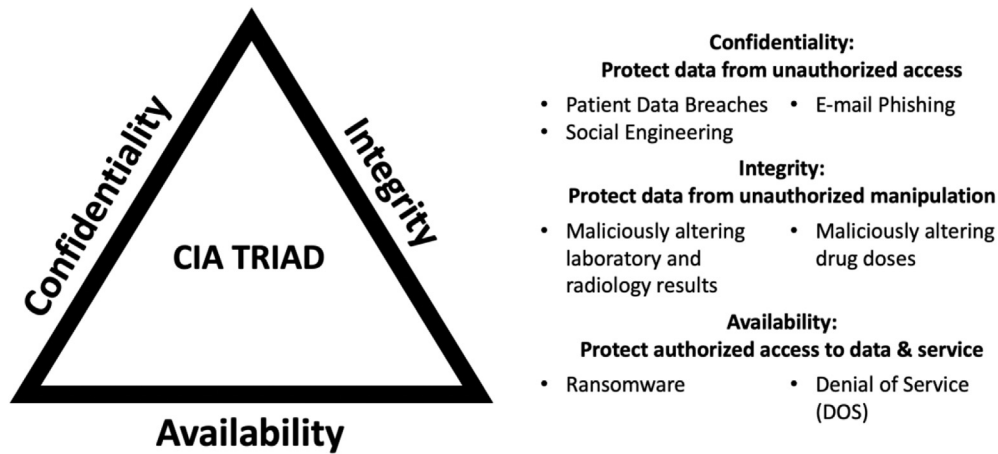 Confidentiality
Integrity
CIA TRIAD
Availability
Confidentiality:
Protect data from unauthorized access
• Patient Data Breaches • E-mail Phishing
• Social Engineering
Integrity:
Protect data from unauthorized manipulation
• Maliciously altering • Maliciously altering
laboratory and drug doses
radiology results
Availability:
Protect authorized access to data & service
• Ransomware • Denial of Service
(DOS)